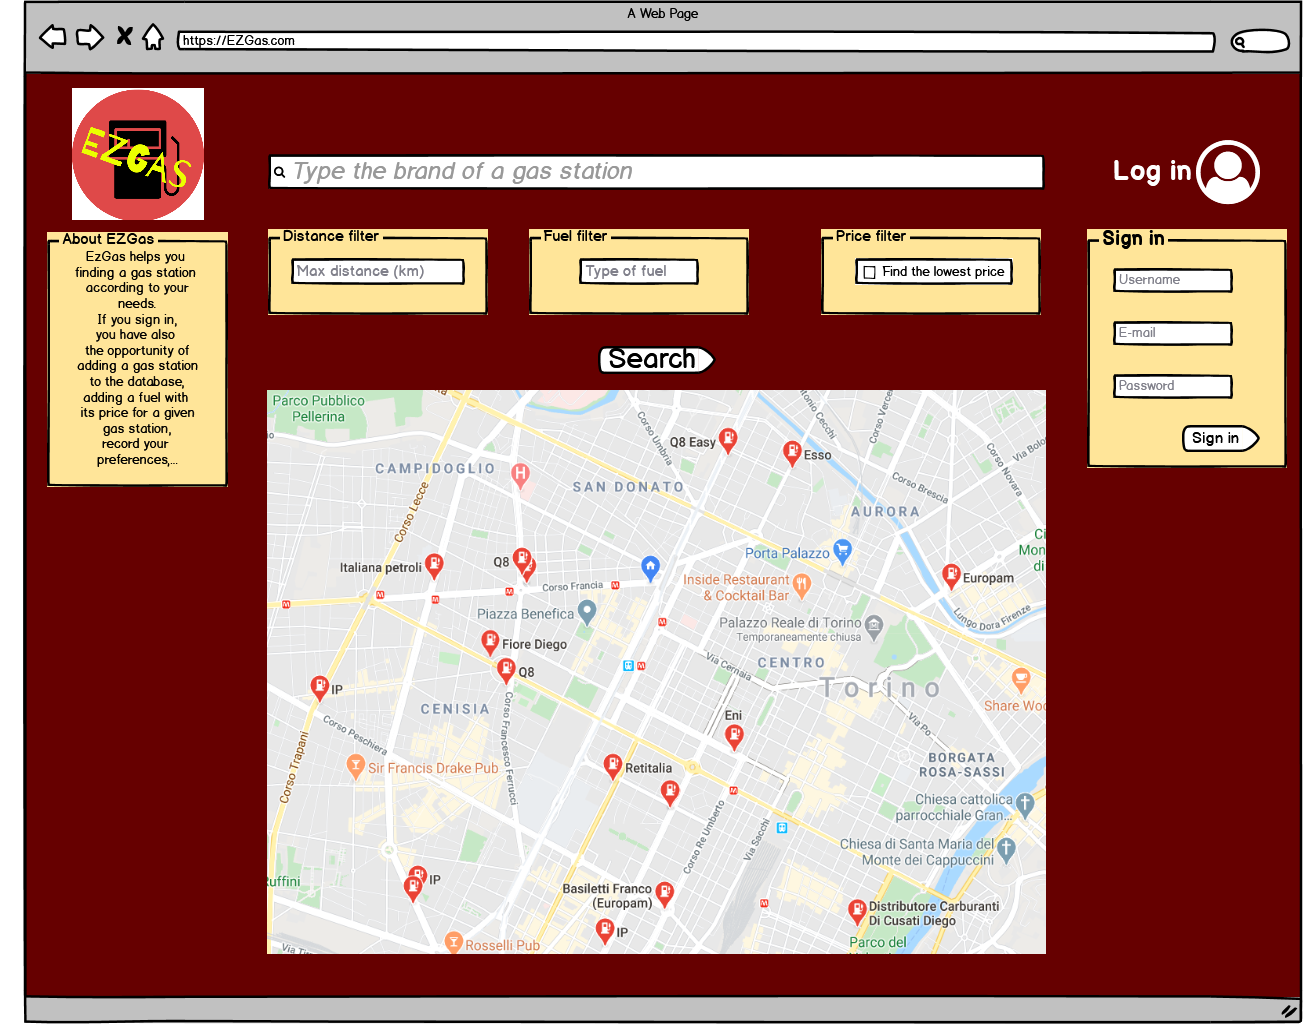 A Web Page
https://EZGas.com
EZGAS
Type the brand of a gas station
Log in
About EZGas
EzGas helps you
finding a gas station
according to your
needs.
If you sign in,
you have also
the opportunity of
adding a gas station
to the database,
adding a fuel with
its price for a given
gas station,
record your
preferences,...
Distance filter
Max distance (km)
Fuel filter
Type of fuel
Price filter
Find the lowest price
Sign in
Username
E-mail
Password
Sign in
Search
Parco Pubblico
Pellerina
CAMPIDOGLIO
H
Corso Lecce
Corso Umbria
Q8 Easy
Esso
SAN DONATO
Corso Brescia
Corso Novara
AURORA
Porta Palazzo
Italiana petroli
Q8
Corso Francia
Inside Restaurant
& Cocktail Bar
Europam
Lungo Dora Firenze
Piazza Benefica
Palazzo Reale di Torino
Temporaneamente chiusa
Fiore Diego
Q8
Via Cernaia
CENTRO
Torino
IP
CENISIA
Corso Francesco Ferrucci
Eni
Via Po
Corso Peschiera
Corso Trapani
Sir Francis Drake Pub
Retitalia
BORGATA
ROSA-SASSI
Chiesa cattolica
parrocchiale Gran...
Corso Re Umberto
Via Sacchi
Chiesa di Santa Maria del
Monte dei Cappuccini
IP
Basiletti Franco
(Europam)
IP
Distributore Carburanti
Di Cusati Diego
Rosselli Pub
Parco del